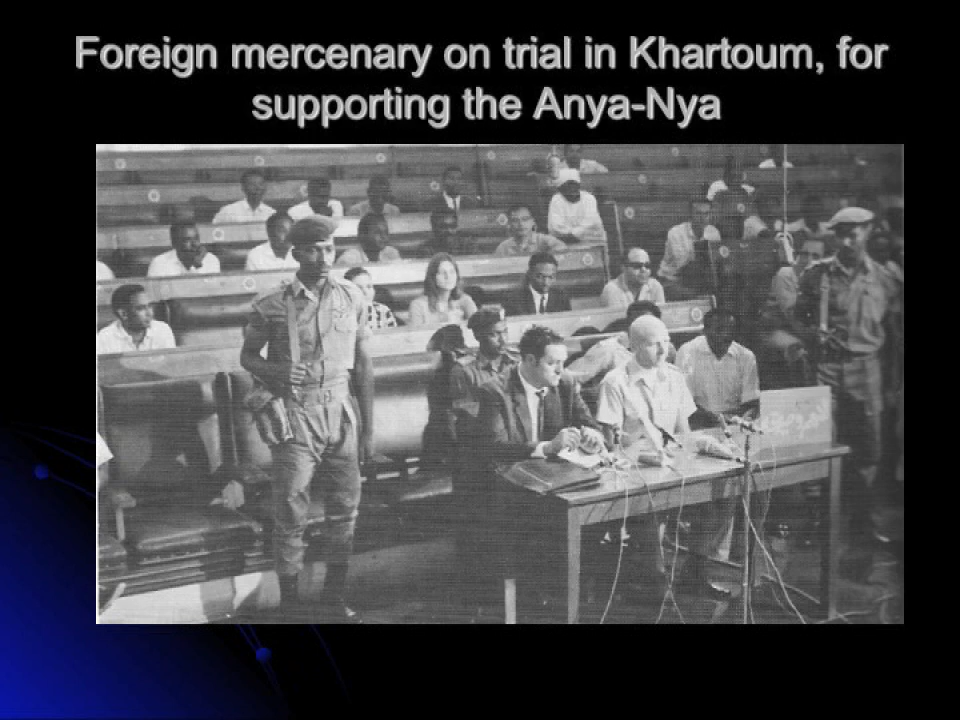 Foreign mercenary on trial in Khartoum, for
supporting the Anya-Nya